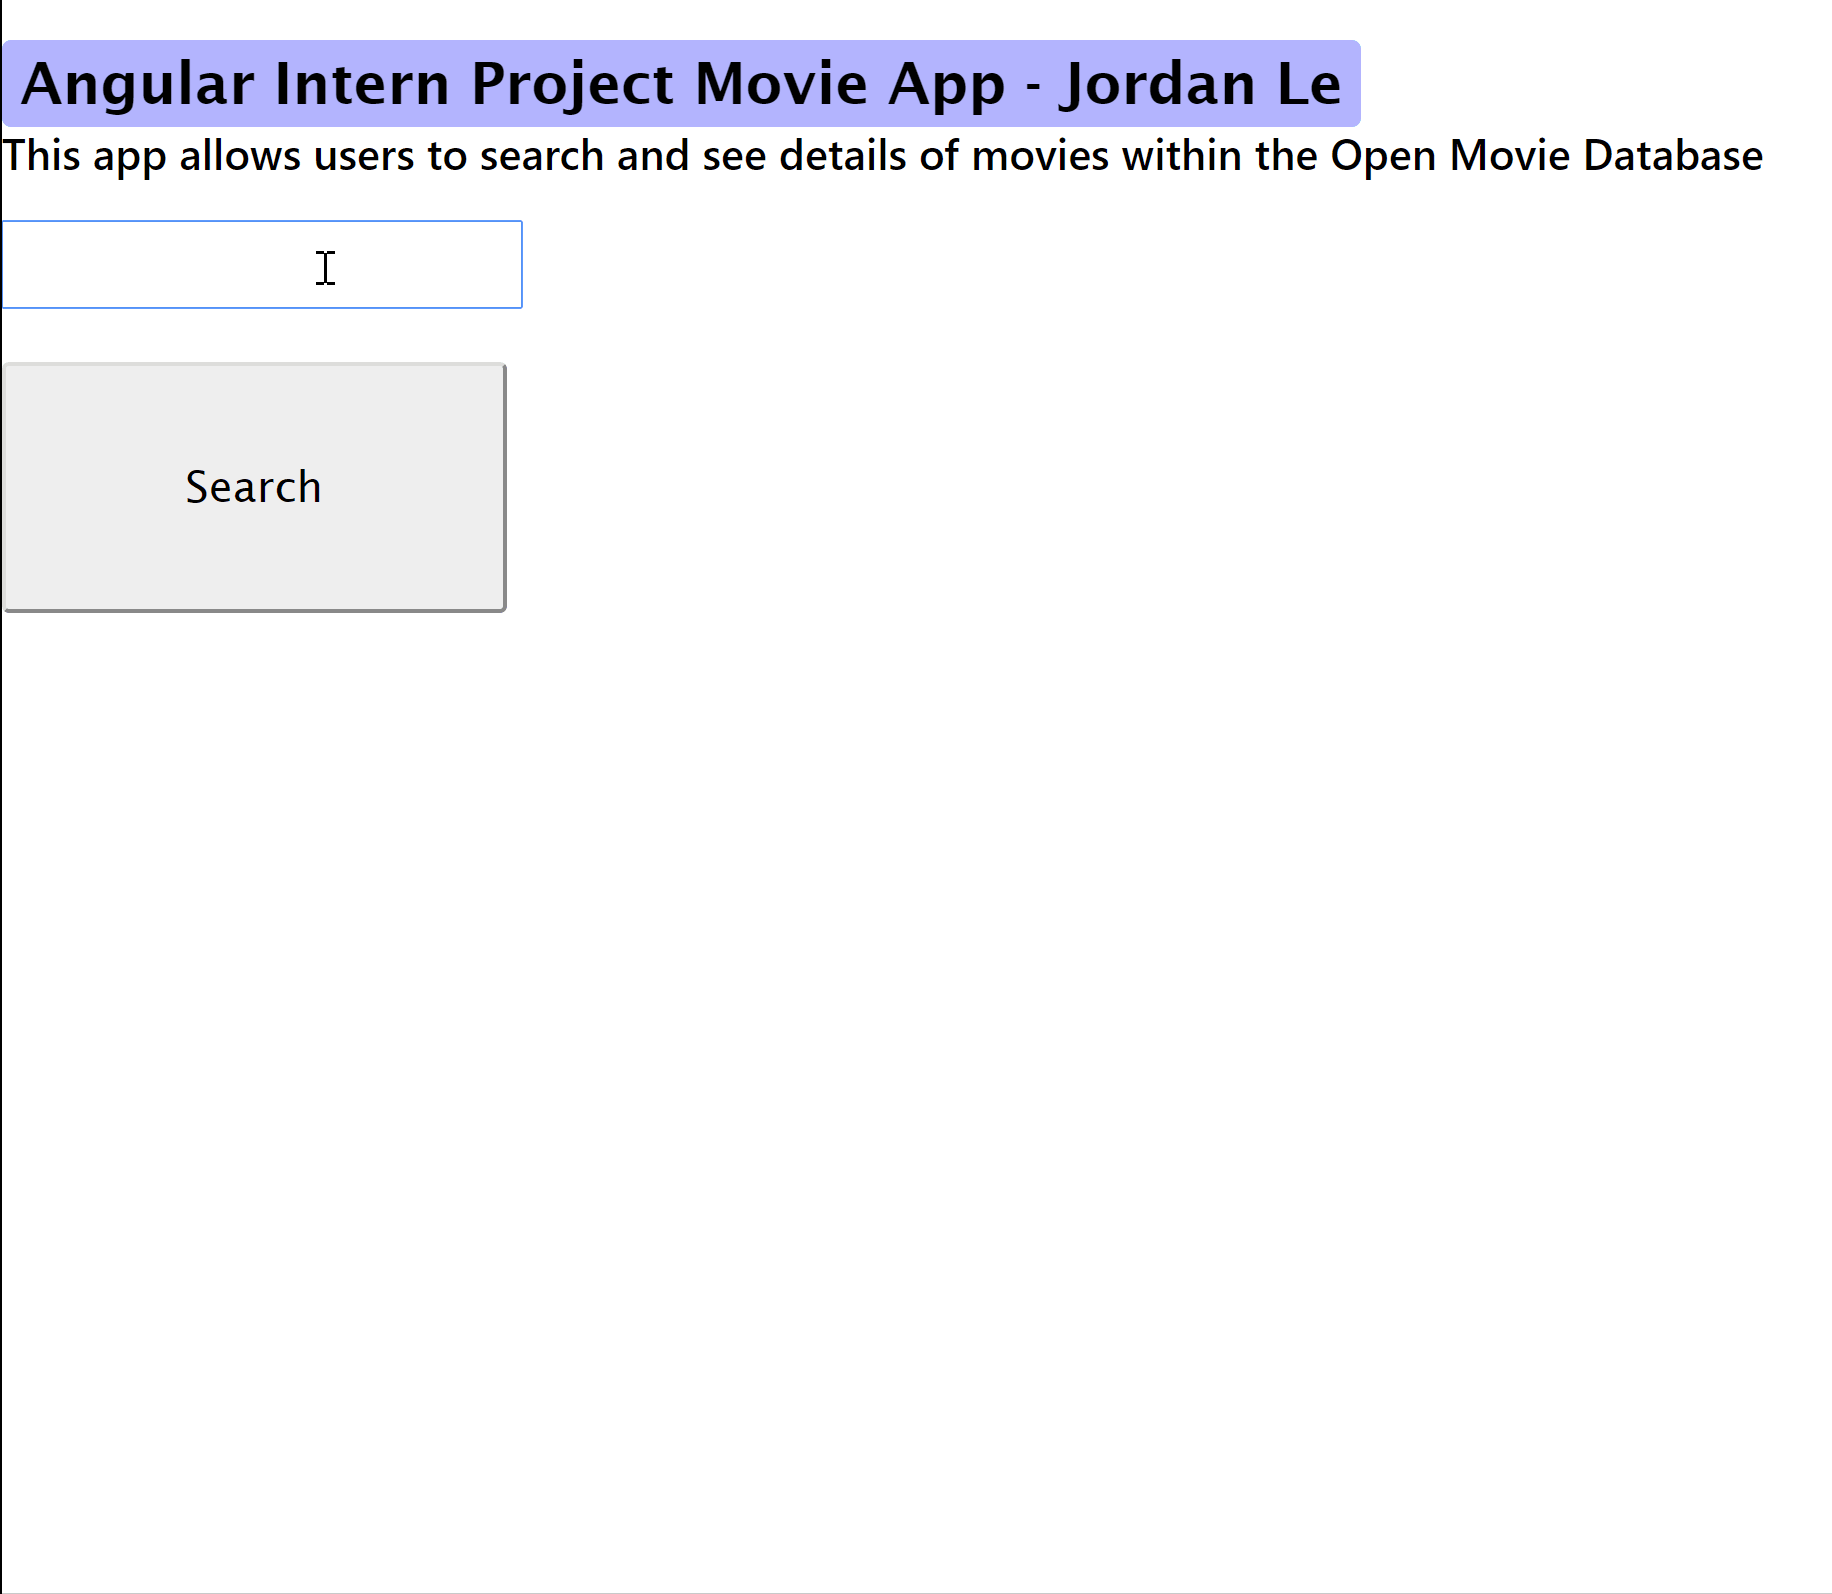 Angular Intern Project Movie App - Jordan Le
This app allows users to search and see details of movies within the Open Movie Database
Search